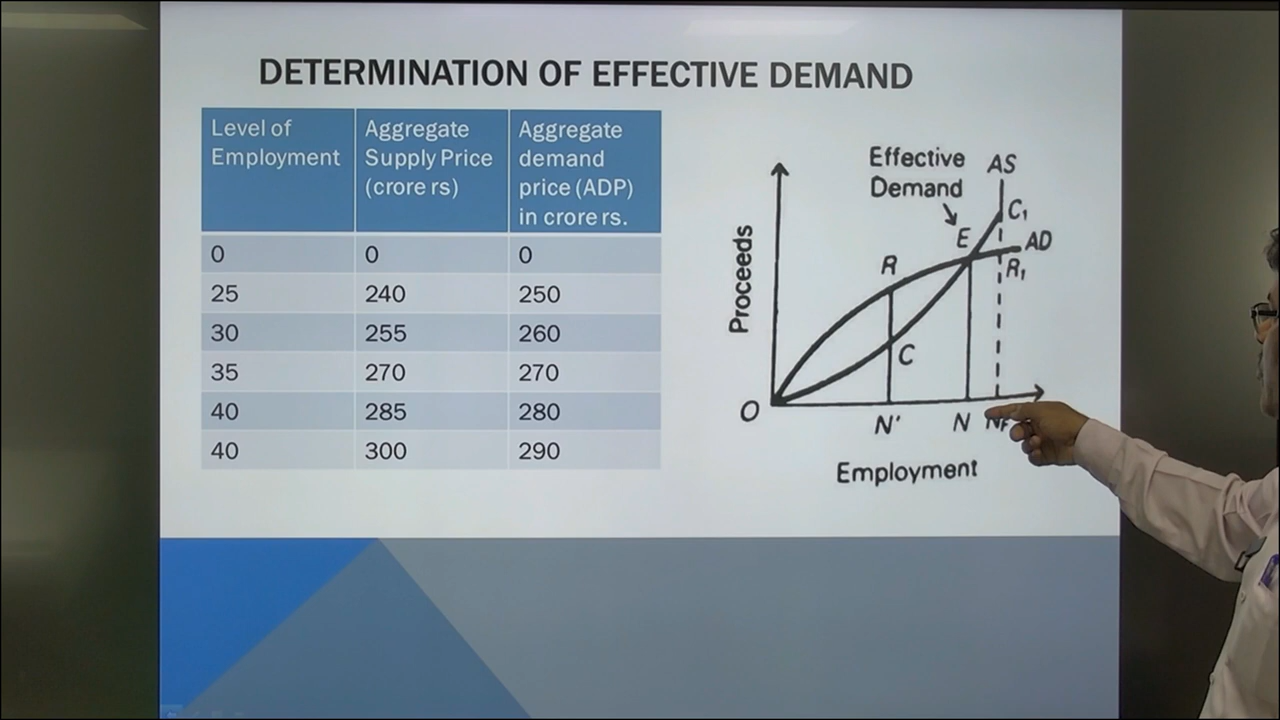 DETERMINATION OF EFFECTIVE DEMAND
Level of
Employment
Aggregate
Supply Price
(crore rs)
Aggregate
demand
price (ADP)
in crore rs.
0 0 0
25 240 250
30 255 260
35 270 270
40 285 280
40 300 290
Effective
Demand
AS
C₁
E
AD
R
R₁
Proceeds
C
O
N' N
Employment